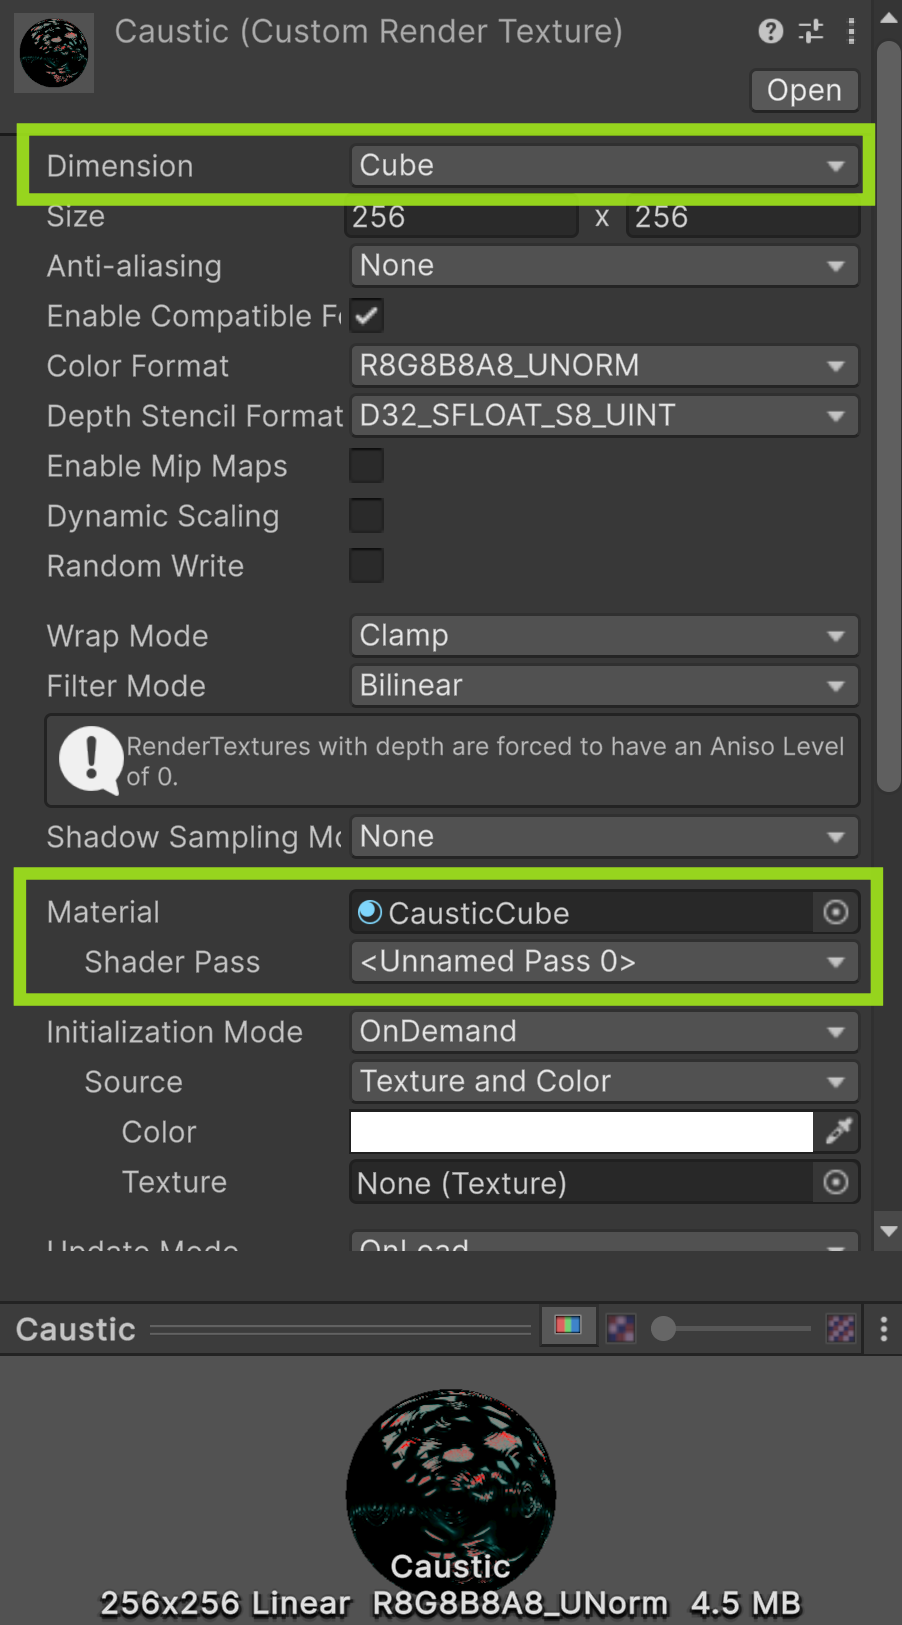 Caustic (Custom Render Texture)
Open
Dimension Cube
Size 256 x 256
Anti-aliasing None
Enable Compatible Fo
Color Format R8G8B8A8_UNORM
Depth Stencil Format D32_SFLOAT_S8_UINT
Enable Mip Maps
Dynamic Scaling
Random Write
Wrap Mode Clamp
Filter Mode Bilinear
RenderTextures with depth are forced to have an Aniso Level
of 0.
Shadow Sampling Mo None
Material CausticCube
Shader Pass <Unnamed Pass 0>
Initialization Mode OnDemand
Source Texture and Color
Color
Texture None (Texture)
Update Mode OnLoad
Caustic
Caustic
256x256 Linear R8G8B8A8_UNorm 4.5 MB